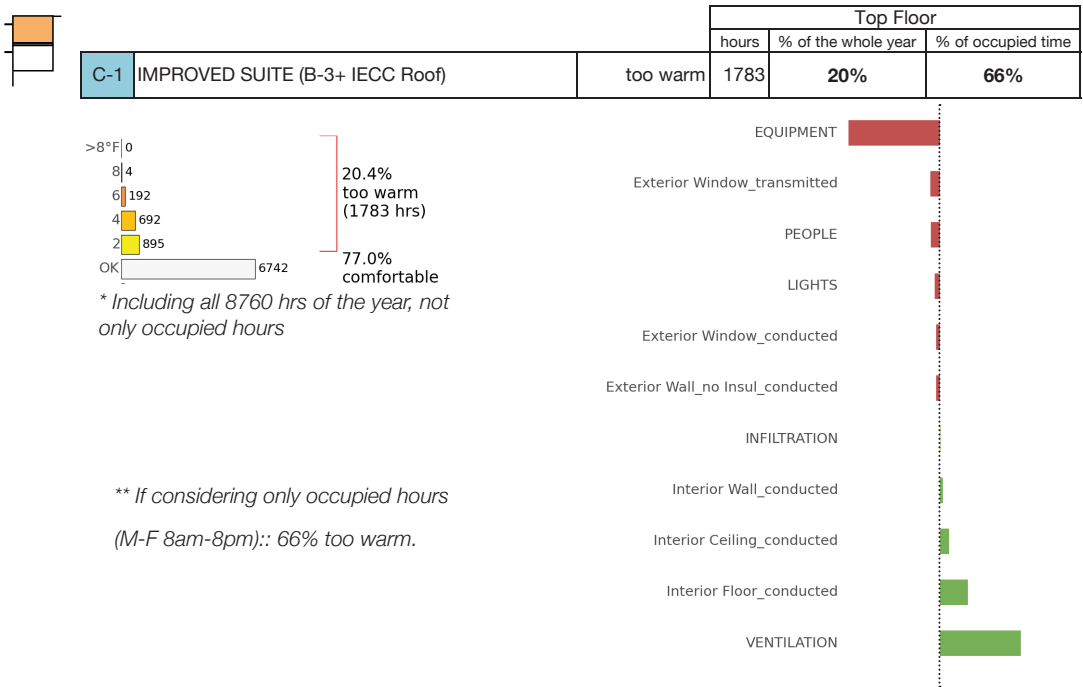 Top Floor
hours % of the whole year % of occupied time
C-1 IMPROVED SUITE (B-3+ IECC Roof) too warm 1783 20% 66%
>8°F 0
8 4
6 192
4 692
2 895
OK 6742
20.4%
too warm
(1783 hrs)
77.0%
comfortable
* Including all 8760 hrs of the year, not
only occupied hours
** If considering only occupied hours
(M-F 8am-8pm):: 66% too warm.
EQUIPMENT
Exterior Window_transmitted
PEOPLE
LIGHTS
Exterior Window_conducted
Exterior Wall_no Insul_conducted
INFILTRATION
Interior Wall_conducted
Interior Ceiling_conducted
Interior Floor_conducted
VENTILATION